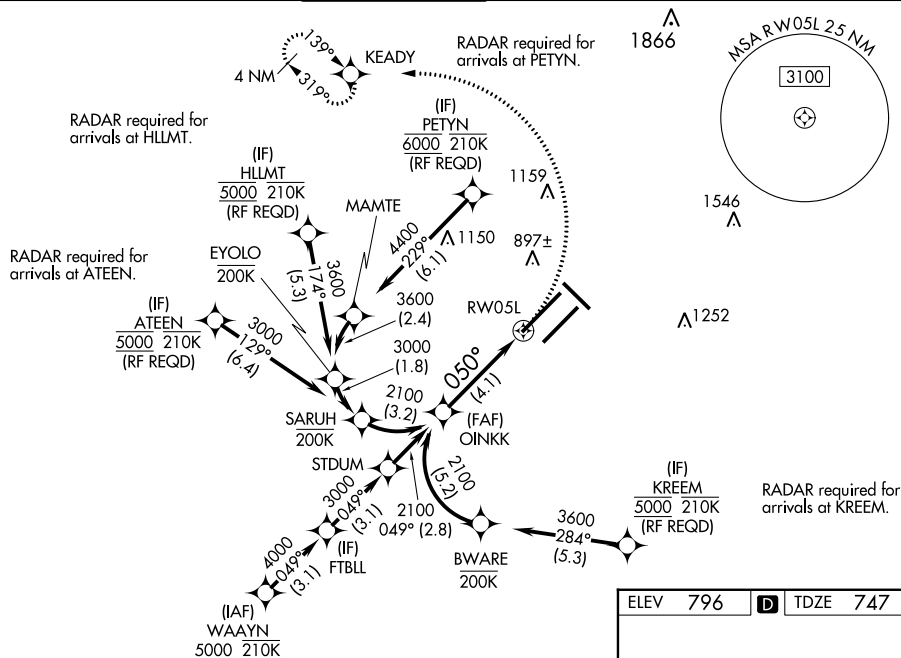 139°
319°
4 NM
KEADY
RADAR required for
arrivals at PETYN.
1866
MSA RW05L 25 NM
3100
RADAR required for
arrivals at HLLMT.
(IF)
PETYN
6000 210K
(RF REQD)
(IF)
HLLMT
5000 210K
(RF REQD)
MAMTE
1159
1546
4400
229°
(6.1)
1150
897±
EYOLO
200K
3600
174°
(5.3)
RADAR required for
arrivals at ATEEN.
3600
(2.4)
RW05L
1252
(IF)
ATEEN
5000 210K
(RF REQD)
3000
129°
(6.4)
3000
(1.8)
050°
(4.1)
2100
(3.2)
SARUH
200K
(FAF)
OINKK
STDUM
2100
(5.2)
3000
049°
(3.1)
2100
049° (2.8)
(IF)
KREEM
5000 210K
(RF REQD)
RADAR required for
arrivals at KREEM.
3600
284°
(5.3)
BWARE
200K
4000
049°
(3.1)
(IF)
FTBLL
(IAF)
WAAYN
5000 210K
ELEV 796 D TDZE 747